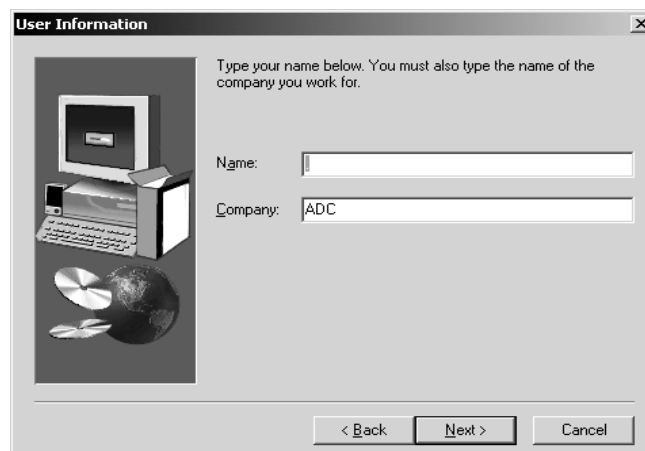 User Information
Type your name below. You must also type the name of the
company you work for.
Name:
Company: ADC
< Back Next > Cancel